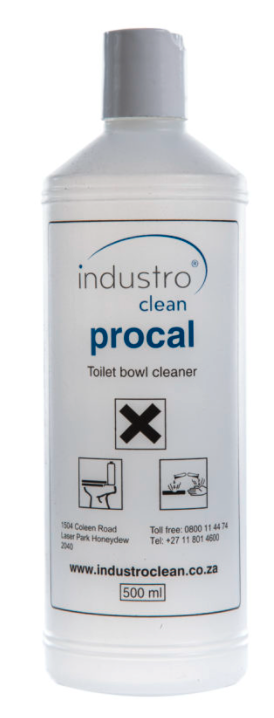 industro®
clean
procal
Toilet bowl cleaner
1504 Coleen Road
Laser Park Honeydew
2040
Toll free: 0800 11 44 74
Tel: +27 11 801 4600
www.industroclean.co.za
500 ml